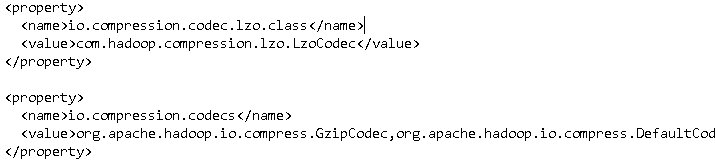 <property>
<name>io.compression.codec.lzo.class</name>
<value>com.hadoop.compression.lzo.LzoCodec</value>
</property>
<property>
<name>io.compression.codecs</name>
<value>org.apache.hadoop.io.compress.GzipCodec,org.apache.hadoop.io.compress.DefaultCod
</property>